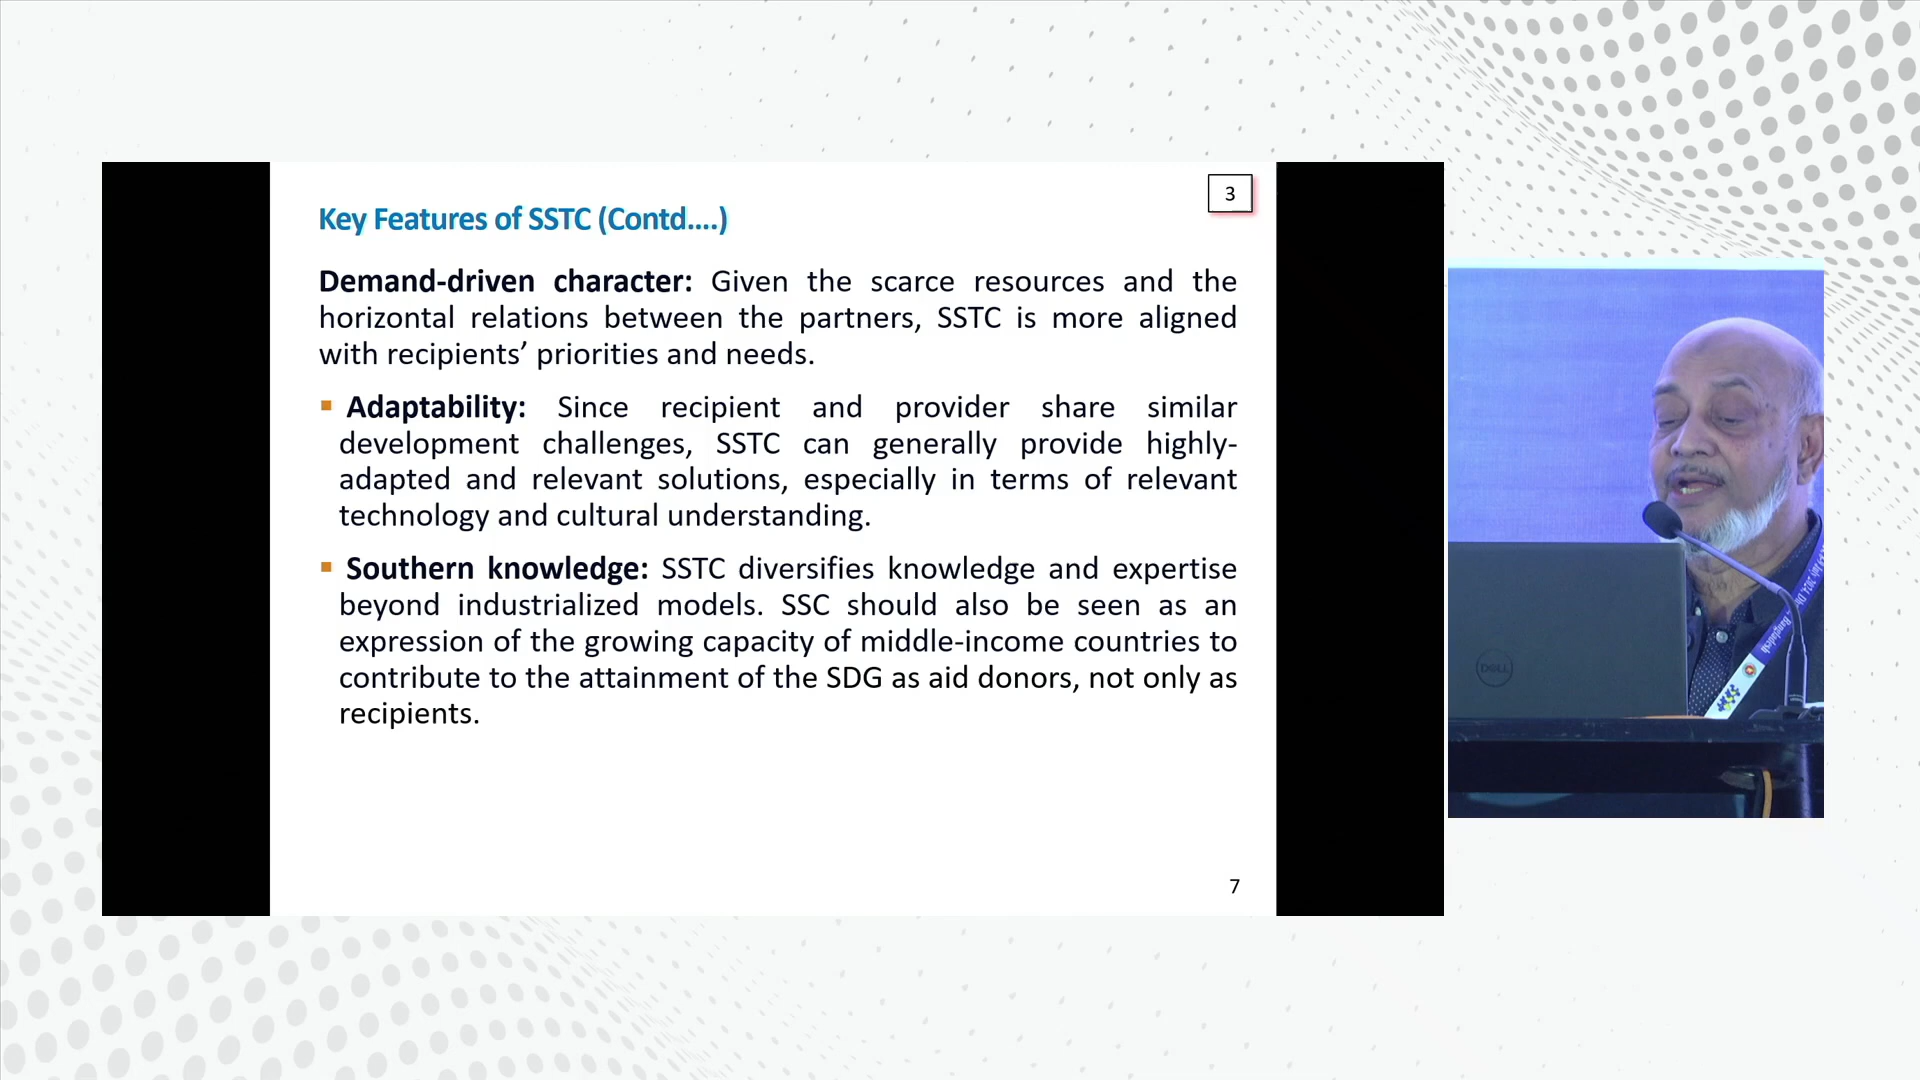 3
Key Features of SSTC (Contd....)
Demand-driven character: Given the scarce resources and the
horizontal relations between the partners, SSTC is more aligned
with recipients’ priorities and needs.
▪ Adaptability: Since recipient and provider share similar
development challenges, SSTC can generally provide highly-
adapted and relevant solutions, especially in terms of relevant
technology and cultural understanding.
▪ Southern knowledge: SSTC diversifies knowledge and expertise
beyond industrialized models. SSC should also be seen as an
expression of the growing capacity of middle-income countries to
contribute to the attainment of the SDG as aid donors, not only as
recipients.
7
DELL
Bangladesh